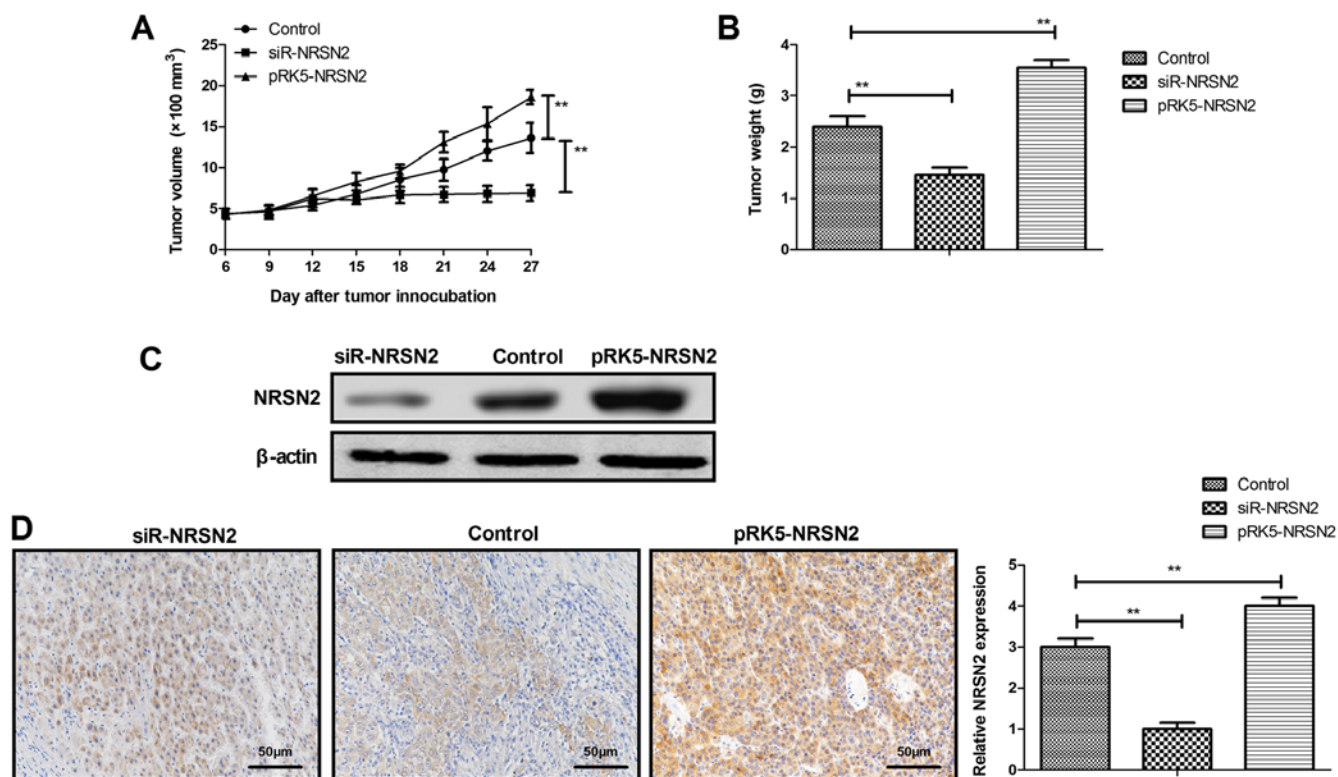 A
Control
siR-NRSN2
pRK5-NRSN2
Tumor volume (×100 mm³)
25
20
15
10
5
0
6 9 12 15 18 21 24 27
Day after tumor innocubation
**
**
B
Tumor weight (g)
4
3
2
1
0
**
**
Control
siR-NRSN2
pRK5-NRSN2
C
siR-NRSN2 Control pRK5-NRSN2
NRSN2
β-actin
D
siR-NRSN2 Control pRK5-NRSN2
50μm 50μm 50μm
Control
siR-NRSN2
pRK5-NRSN2
Relative NRSN2 expression
5
4
3
2
1
0
**
**